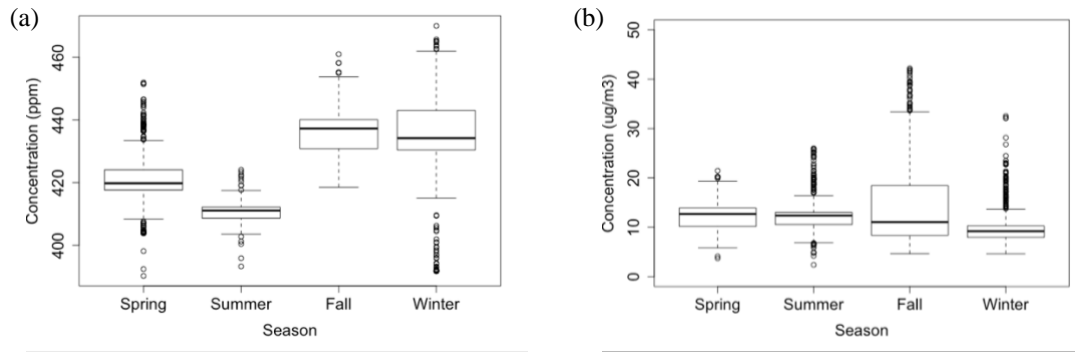 (a)
Concentration (ppm)
460
440
420
400
Spring Summer Fall Winter
Season
(b)
Concentration (ug/m3)
50
40
30
20
10
0
Spring Summer Fall Winter
Season